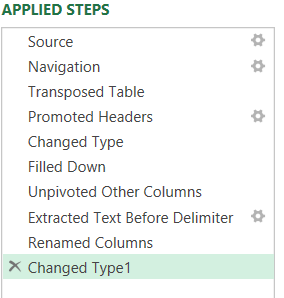 APPLIED STEPS
Source
Navigation
Transposed Table
Promoted Headers
Changed Type
Filled Down
Unpivoted Other Columns
Extracted Text Before Delimiter
Renamed Columns
Changed Type1